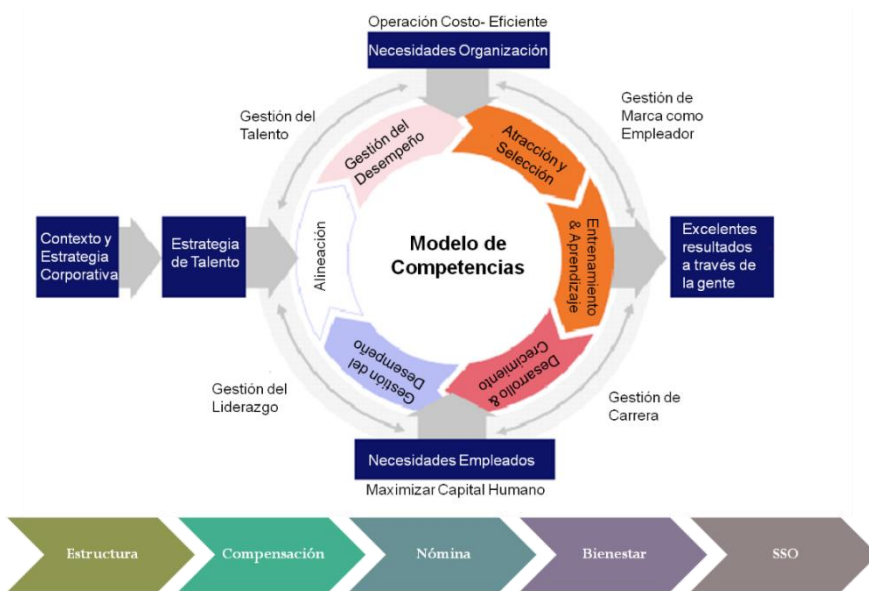 Operación Costo- Eficiente
Necesidades Organización
Gestión del
Talento
Gestión de
Marca como
Empleador
Gestión del
Desempeño
Atracción y
Selección
Contexto y
Estrategia
Corporativa
Estrategia
de Talento
Alineación
Modelo de
Competencias
Entrenamiento
& Aprendizaje
Excelentes
resultados
a través de
la gente
Gestión del
Desempeño
Desarrollo &
Crecimiento
Gestión del
Liderazgo
Gestión de
Carrera
Necesidades Empleados
Maximizar Capital Humano
Estructura
Compensación
Nómina
Bienestar
SSO